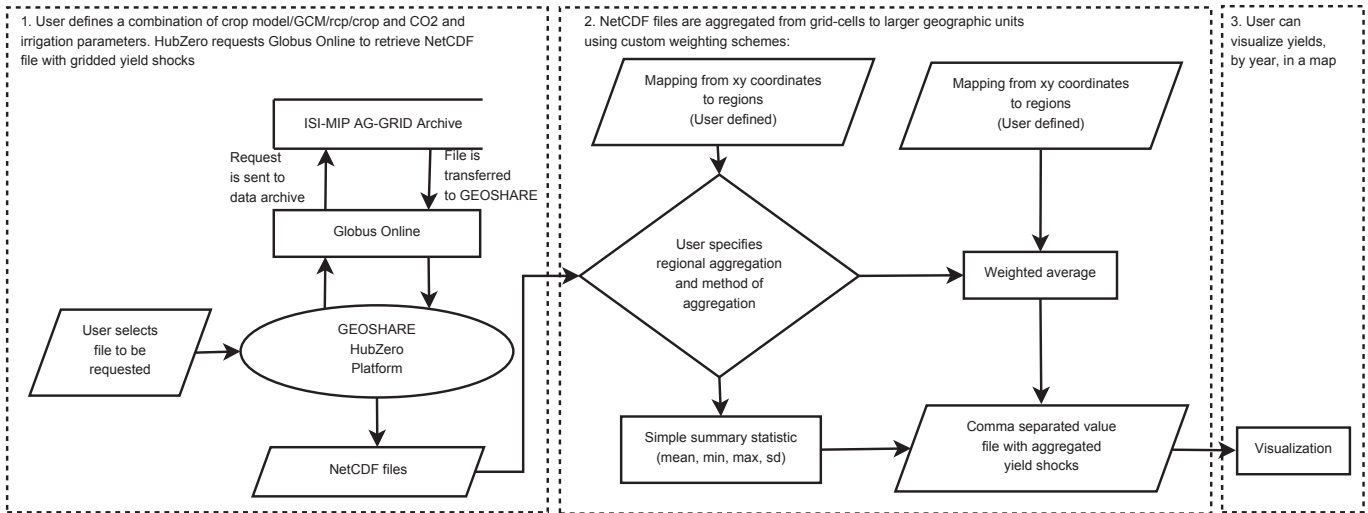 1. User defines a combination of crop model/GCM/rcp/crop and CO2 and
irrigation parameters. HubZero requests Globus Online to retrieve NetCDF
file with gridded yield shocks
ISI-MIP AG-GRID Archive
Request
is sent to
data archive
File is
transferred
to GEOSHARE
Globus Online
User selects
file to be
requested
GEOSHARE
HubZero
Platform
NetCDF files
2. NetCDF files are aggregated from grid-cells to larger geographic units
using custom weighting schemes:
Mapping from xy coordinates
to regions
(User defined)
Mapping from xy coordinates
to regions
(User defined)
User specifies
regional aggregation
and method of
aggregation
Weighted average
Simple summary statistic
(mean, min, max, sd)
Comma separated value
file with aggregated
yield shocks
3. User can
visualize yields,
by year, in a map
Visualization